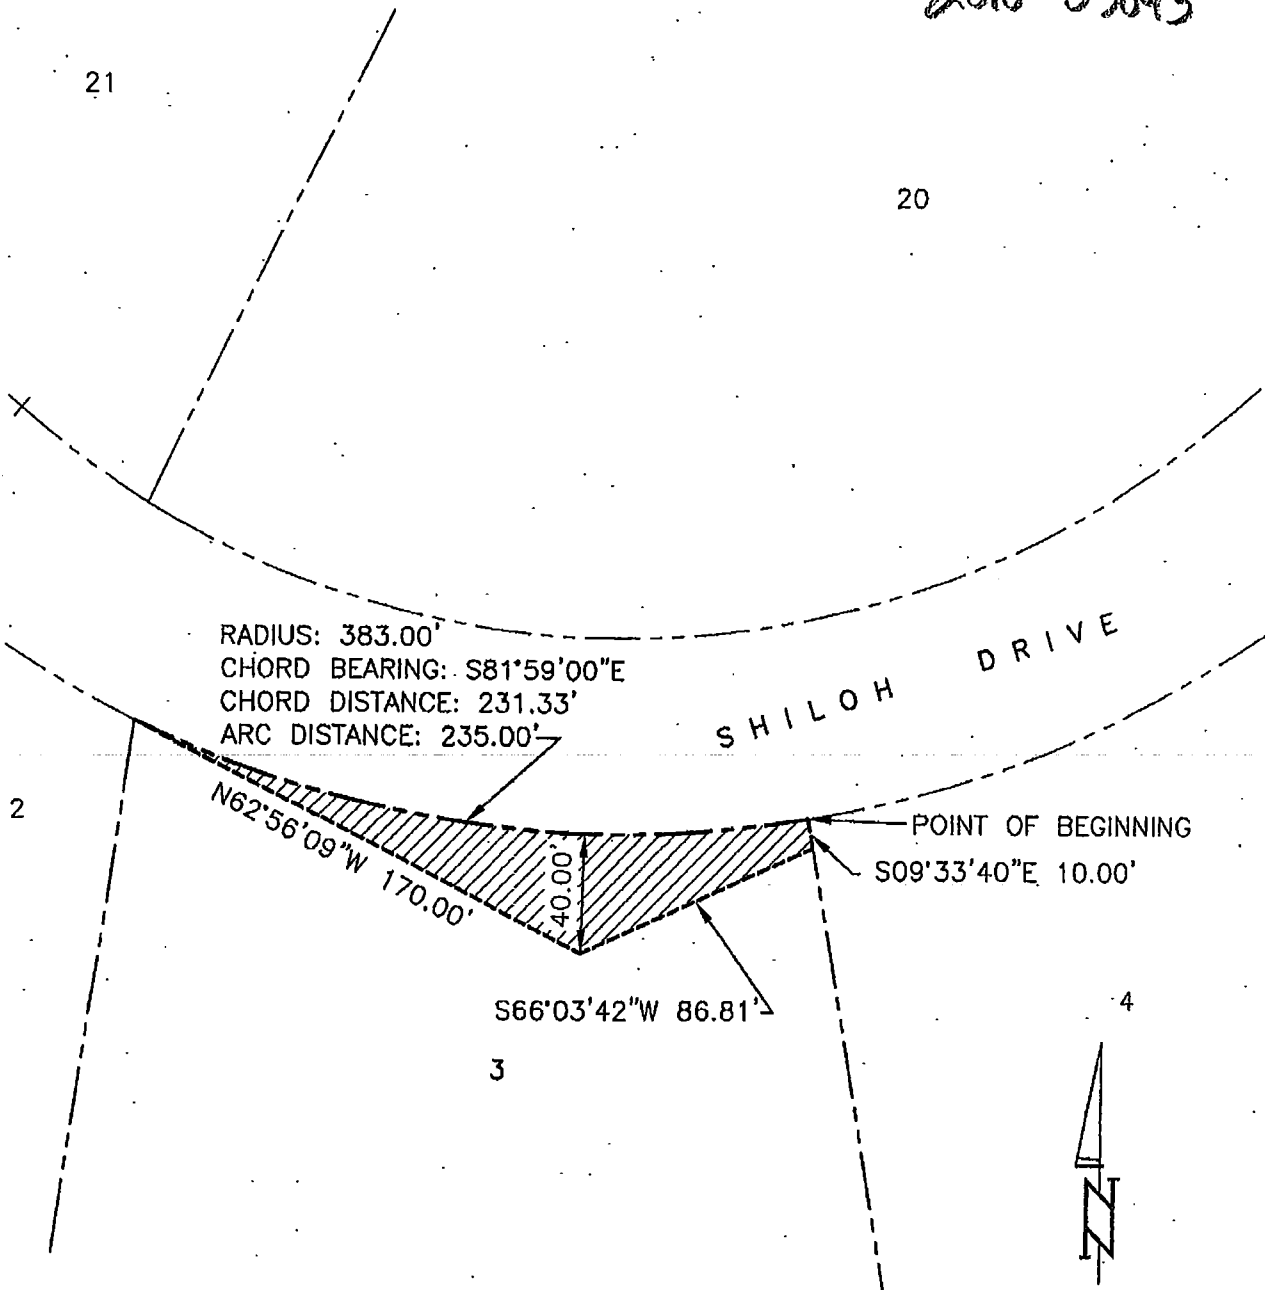 21
20
RADIUS: 383.00'
CHORD BEARING: S81°59'00"E
CHORD DISTANCE: 231.33'
ARC DISTANCE: 235.00'
SHILOH DRIVE
2
N62°56'09"W 170.00'
40.00'
POINT OF BEGINNING
S09°33'40"E 10.00'
S66°03'42"W 86.81'
4
3
N